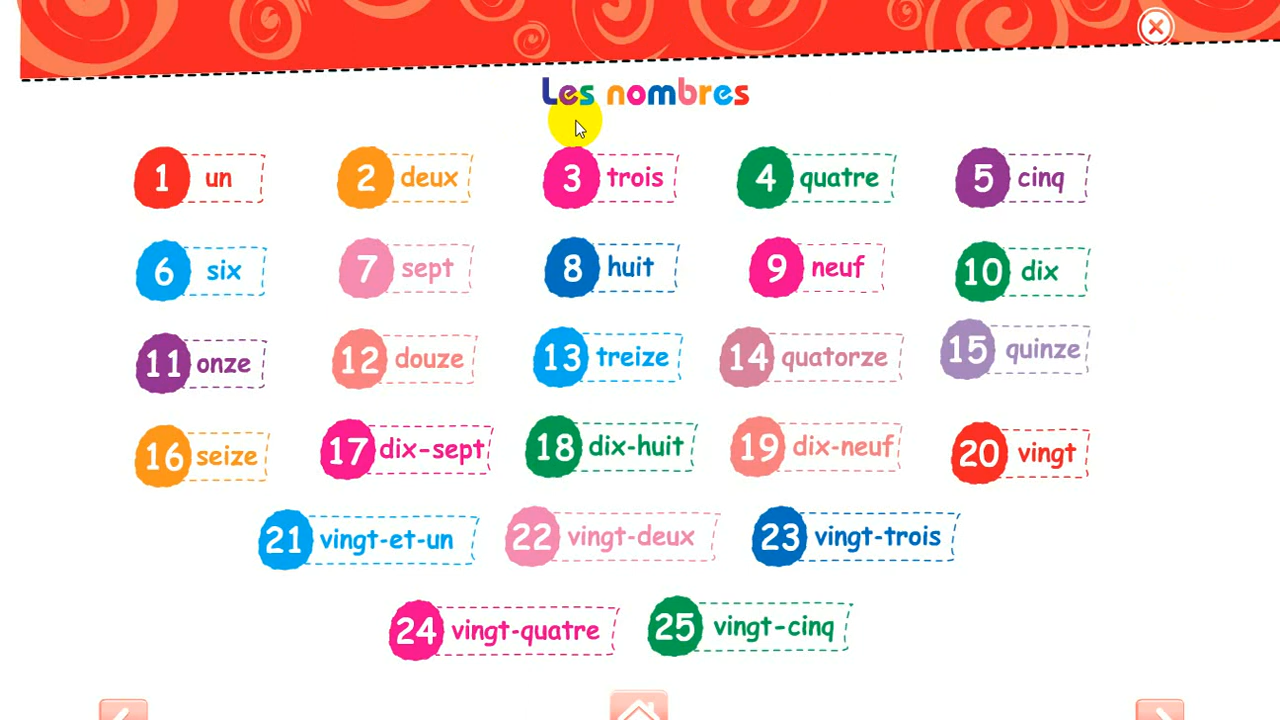 Les nombres
1 un 2 deux 3 trois 4 quatre 5 cinq
6 six 7 sept 8 huit 9 neuf 10 dix
11 onze 12 douze 13 treize 14 quatorze 15 quinze
16 seize 17 dix-sept 18 dix-huit 19 dix-neuf 20 vingt
21 vingt-et-un 22 vingt-deux 23 vingt-trois
24 vingt-quatre 25 vingt-cinq